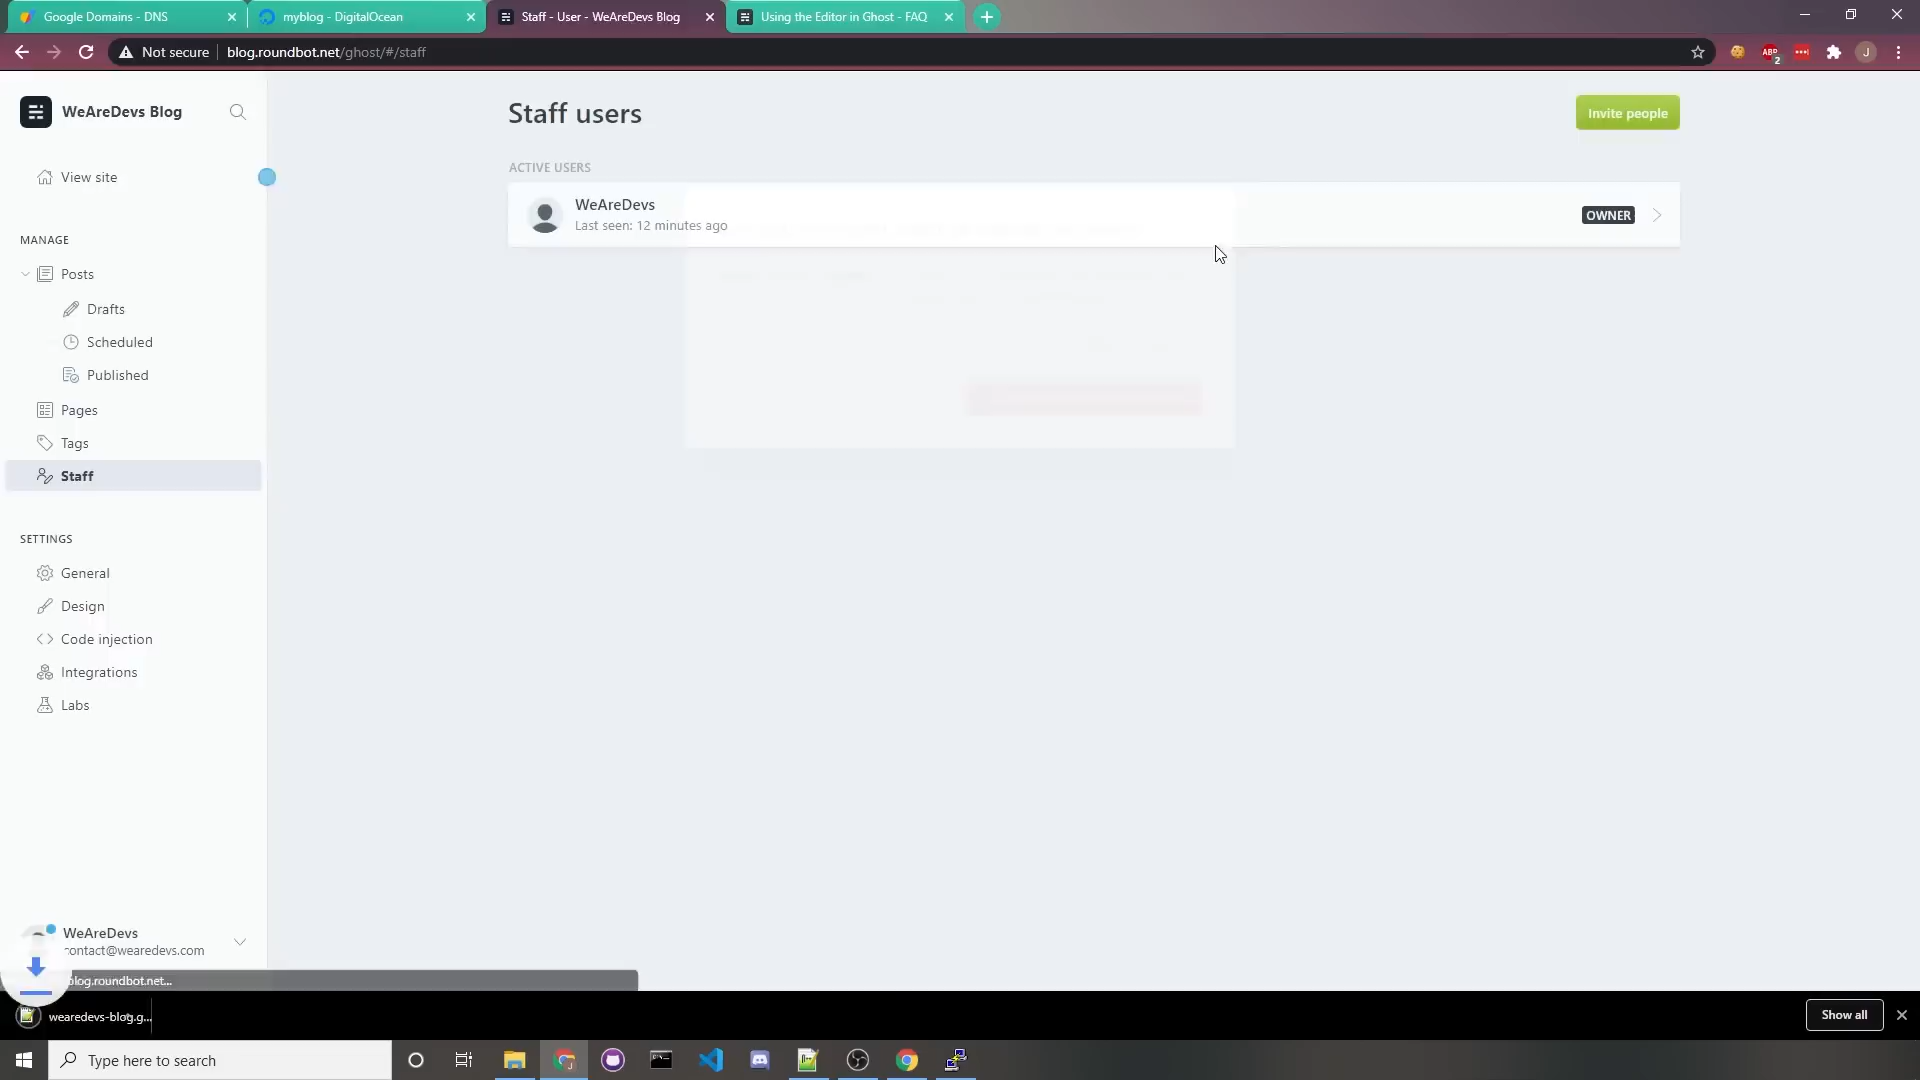 Google Domains - DNS
myblog - DigitalOcean
Staff - User - WeAreDevs Blog
Using the Editor in Ghost - FAQ
Not secure
blog.roundbot.net/ghost/#/staff
ABP
2
J
WeAreDevs Blog
Staff users
Invite people
View site
ACTIVE USERS
WeAreDevs
Last seen: 12 minutes ago
OWNER
MANAGE
Posts
Drafts
Scheduled
Published
Pages
Tags
Staff
SETTINGS
General
Design
Code injection
Integrations
Labs
WeAreDevs
contact@wearedevs.com
blog.roundbot.net...
wearedevs-blog.g...
Show all
Type here to search